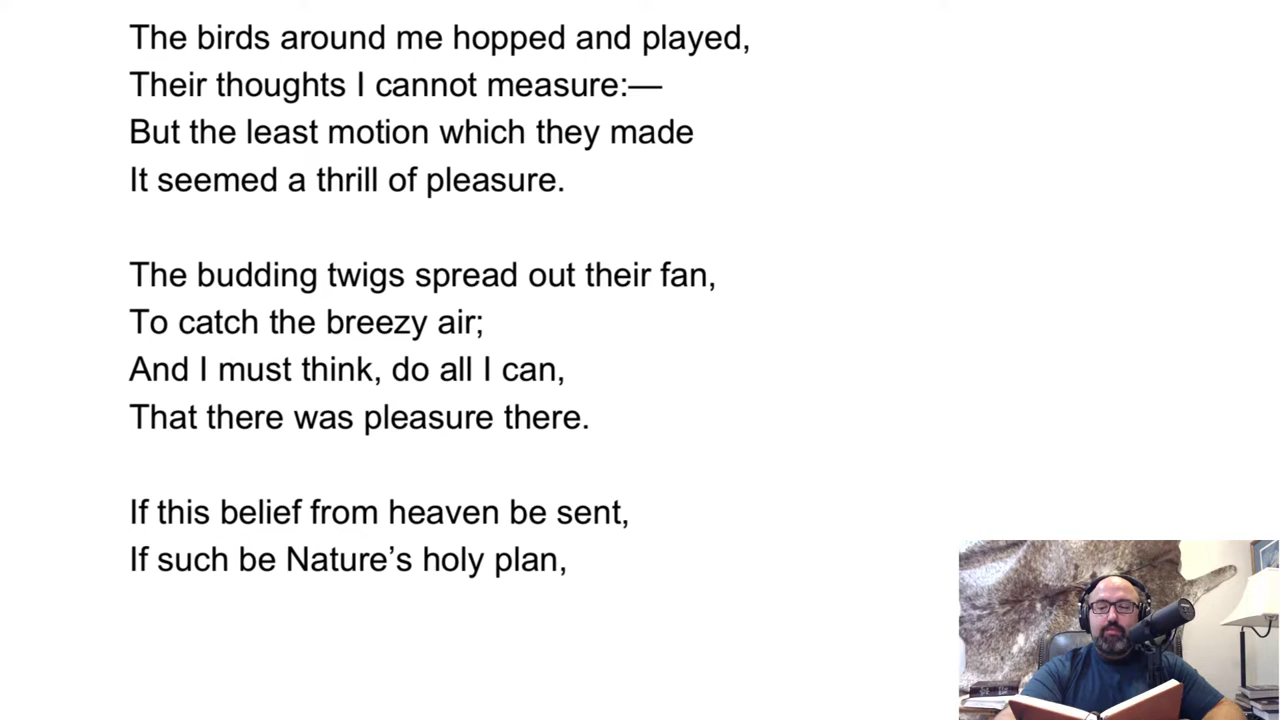 The birds around me hopped and played,
Their thoughts I cannot measure:—
But the least motion which they made
It seemed a thrill of pleasure.
The budding twigs spread out their fan,
To catch the breezy air;
And I must think, do all I can,
That there was pleasure there.
If this belief from heaven be sent,
If such be Nature’s holy plan,